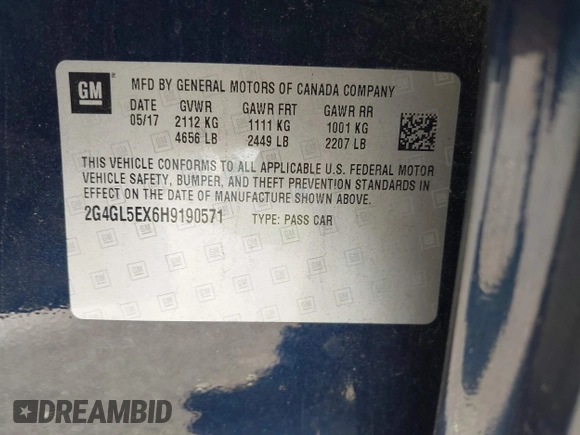 GM
MFD BY GENERAL MOTORS OF CANADA COMPANY
DATE GVWR GAWR FRT GAWR RR
05/17 2112 KG 1111 KG 1001 KG
4656 LB 2449 LB 2207 LB
THIS VEHICLE CONFORMS TO ALL APPLICABLE U.S. FEDERAL MOTOR
VEHICLE SAFETY, BUMPER, AND THEFT PREVENTION STANDARDS IN
EFFECT ON THE DATE OF MANUFACTURE SHOWN ABOVE.
2G4GL5EX6H9190571 TYPE: PASS CAR
DREAMBID